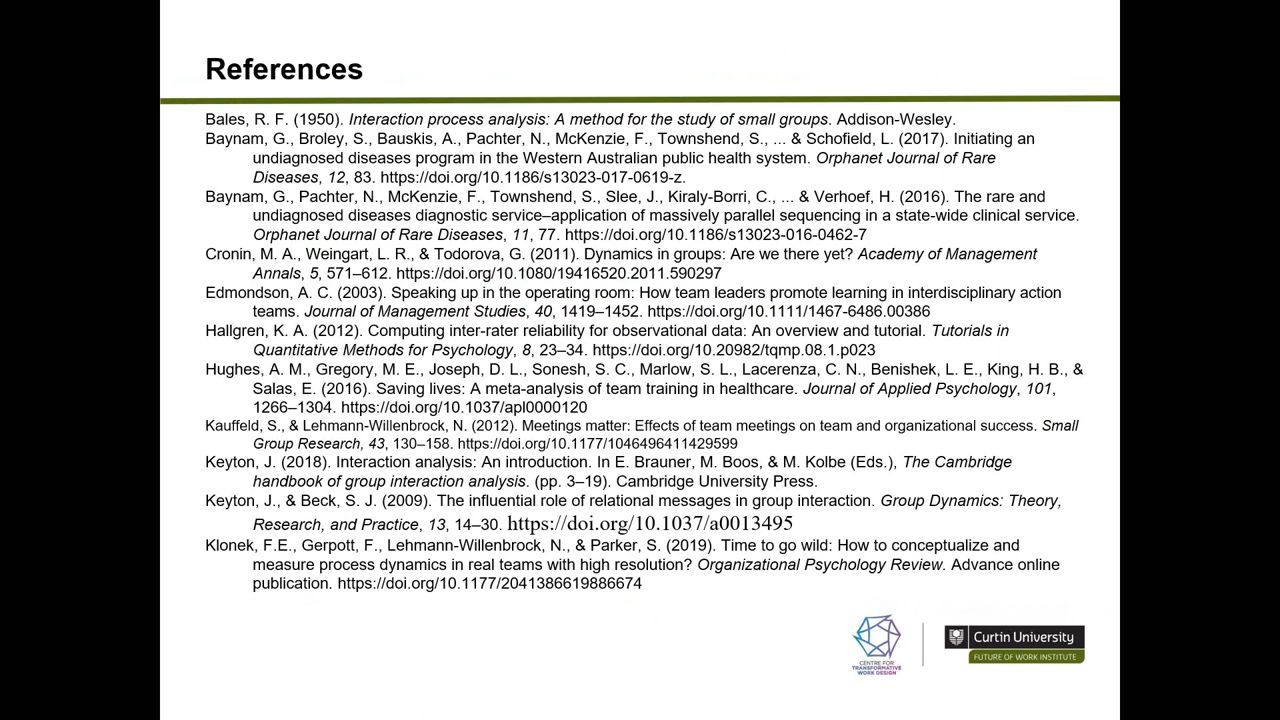 References
Bales, R. F. (1950). Interaction process analysis: A method for the study of small groups. Addison-Wesley.
Baynam, G., Broley, S., Bauskis, A., Pachter, N., McKenzie, F., Townshend, S., ... & Schofield, L. (2017). Initiating an
undiagnosed diseases program in the Western Australian public health system. Orphanet Journal of Rare
Diseases, 12, 83. https://doi.org/10.1186/s13023-017-0619-z.
Baynam, G., Pachter, N., McKenzie, F., Townshend, S., Slee, J., Kiraly-Borri, C., ... & Verhoef, H. (2016). The rare and
undiagnosed diseases diagnostic service–application of massively parallel sequencing in a state-wide clinical service.
Orphanet Journal of Rare Diseases, 11, 77. https://doi.org/10.1186/s13023-016-0462-7
Cronin, M. A., Weingart, L. R., & Todorova, G. (2011). Dynamics in groups: Are we there yet? Academy of Management
Annals, 5, 571–612. https://doi.org/10.1080/19416520.2011.590297
Edmondson, A. C. (2003). Speaking up in the operating room: How team leaders promote learning in interdisciplinary action
teams. Journal of Management Studies, 40, 1419–1452. https://doi.org/10.1111/1467-6486.00386
Hallgren, K. A. (2012). Computing inter-rater reliability for observational data: An overview and tutorial. Tutorials in
Quantitative Methods for Psychology, 8, 23–34. https://doi.org/10.20982/tqmp.08.1.p023
Hughes, A. M., Gregory, M. E., Joseph, D. L., Sonesh, S. C., Marlow, S. L., Lacerenza, C. N., Benishek, L. E., King, H. B., &
Salas, E. (2016). Saving lives: A meta-analysis of team training in healthcare. Journal of Applied Psychology, 101,
1266–1304. https://doi.org/10.1037/apl0000120
Kauffeld, S., & Lehmann-Willenbrock, N. (2012). Meetings matter: Effects of team meetings on team and organizational success. Small
Group Research, 43, 130–158. https://doi.org/10.1177/1046496411429599
Keyton, J. (2018). Interaction analysis: An introduction. In E. Brauner, M. Boos, & M. Kolbe (Eds.), The Cambridge
handbook of group interaction analysis. (pp. 3–19). Cambridge University Press.
Keyton, J., & Beck, S. J. (2009). The influential role of relational messages in group interaction. Group Dynamics: Theory,
Research, and Practice, 13, 14–30. https://doi.org/10.1037/a0013495
Klonek, F.E., Gerpott, F., Lehmann-Willenbrock, N., & Parker, S. (2019). Time to go wild: How to conceptualize and
measure process dynamics in real teams with high resolution? Organizational Psychology Review. Advance online
publication. https://doi.org/10.1177/2041386619886674
CENTRE FOR
TRANSFORMATIVE
WORK DESIGN
Curtin University
FUTURE OF WORK INSTITUTE